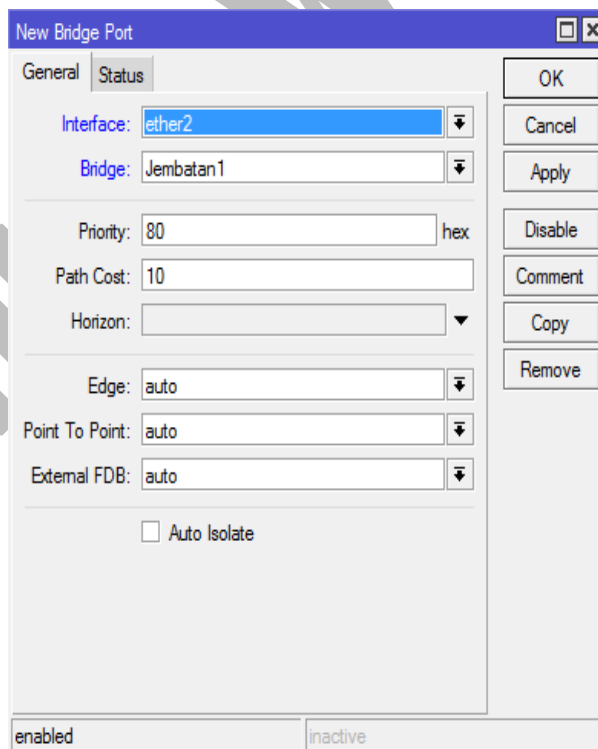 New Bridge Port
General Status
Interface: ether2
Bridge: Jembatan1
Priority: 80 hex
Path Cost: 10
Horizon:
Edge: auto
Point To Point: auto
External FDB: auto
Auto Isolate
OK
Cancel
Apply
Disable
Comment
Copy
Remove
enabled inactive